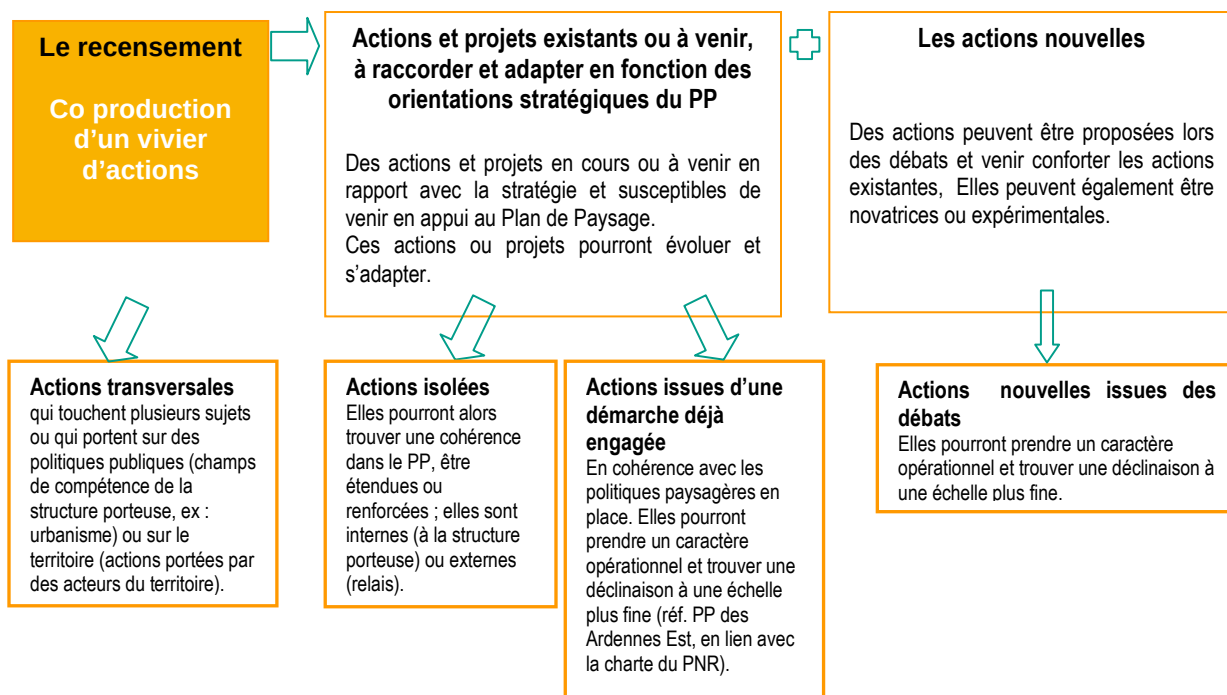 Le recensement
Co production
d'un vivier
d'actions
Actions et projets existants ou à venir,
à raccorder et adapter en fonction des
orientations stratégiques du PP
Des actions et projets en cours ou à venir en
rapport avec la stratégie et susceptibles de
venir en appui au Plan de Paysage.
Ces actions ou projets pourront évoluer et
s'adapter.
Les actions nouvelles
Des actions peuvent être proposées lors
des débats et venir conforter les actions
existantes, Elles peuvent également être
novatrices ou expérimentales.
Actions transversales
qui touchent plusieurs sujets
ou qui portent sur des
politiques publiques (champs
de compétence de la
structure porteuse, ex :
urbanisme) ou sur le
territoire (actions portées par
des acteurs du territoire).
Actions isolées
Elles pourront alors
trouver une cohérence
dans le PP, être
étendues ou
renforcées ; elles sont
internes (à la structure
porteuse) ou externes
(relais).
Actions issues d'une
démarche déjà
engagée
En cohérence avec les
politiques paysagères en
place. Elles pourront
prendre un caractère
opérationnel et trouver une
déclinaison à une échelle
plus fine (réf. PP des
Ardennes Est, en lien avec
la charte du PNR).
Actions nouvelles issues des
débats
Elles pourront prendre un caractère
opérationnel et trouver une déclinaison à
une échelle plus fine.